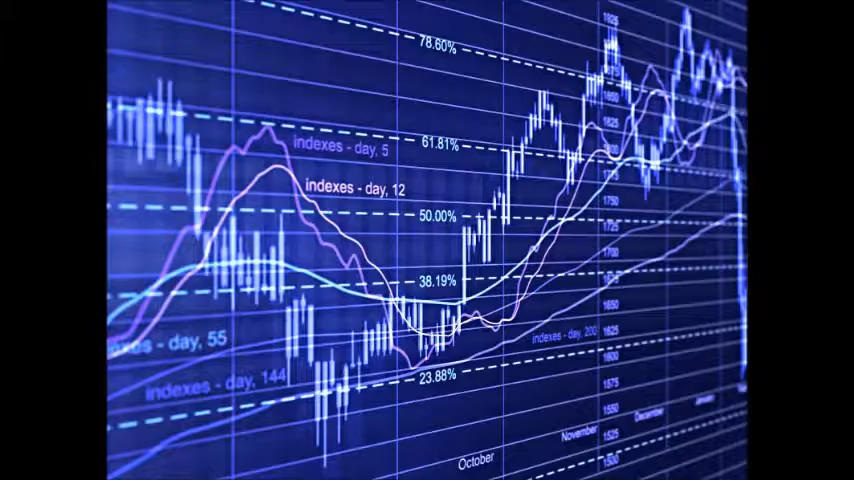 78.60%
61.81%
indexes - day, 5
indexes - day, 12
50.00%
38.19%
indexes - day, 200
exes - day, 55
indexes - day, 144
23.88%
1925
1850
1825
1750
1725
1700
1650
1625
1600
1575
1550
1525
1500
October
November
December
January